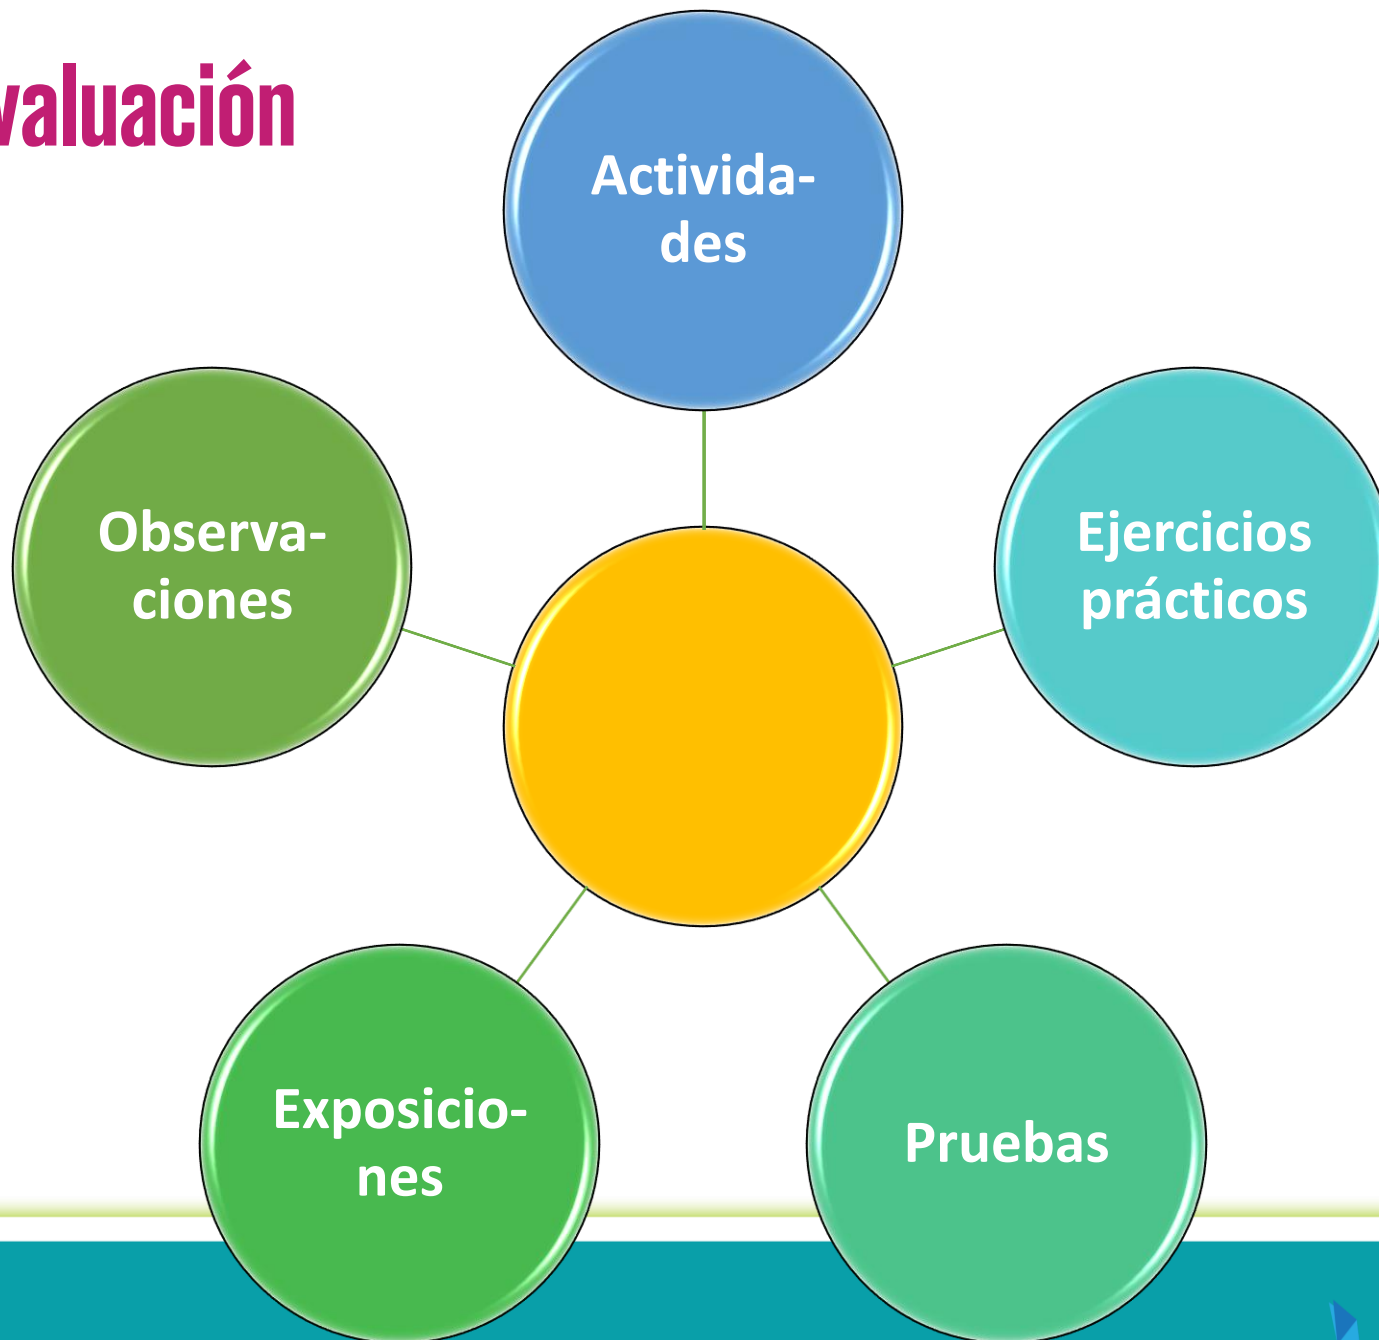 valuación
Activida-
des
Observa-
ciones
Ejercicios
prácticos
Exposicio-
nes
Pruebas